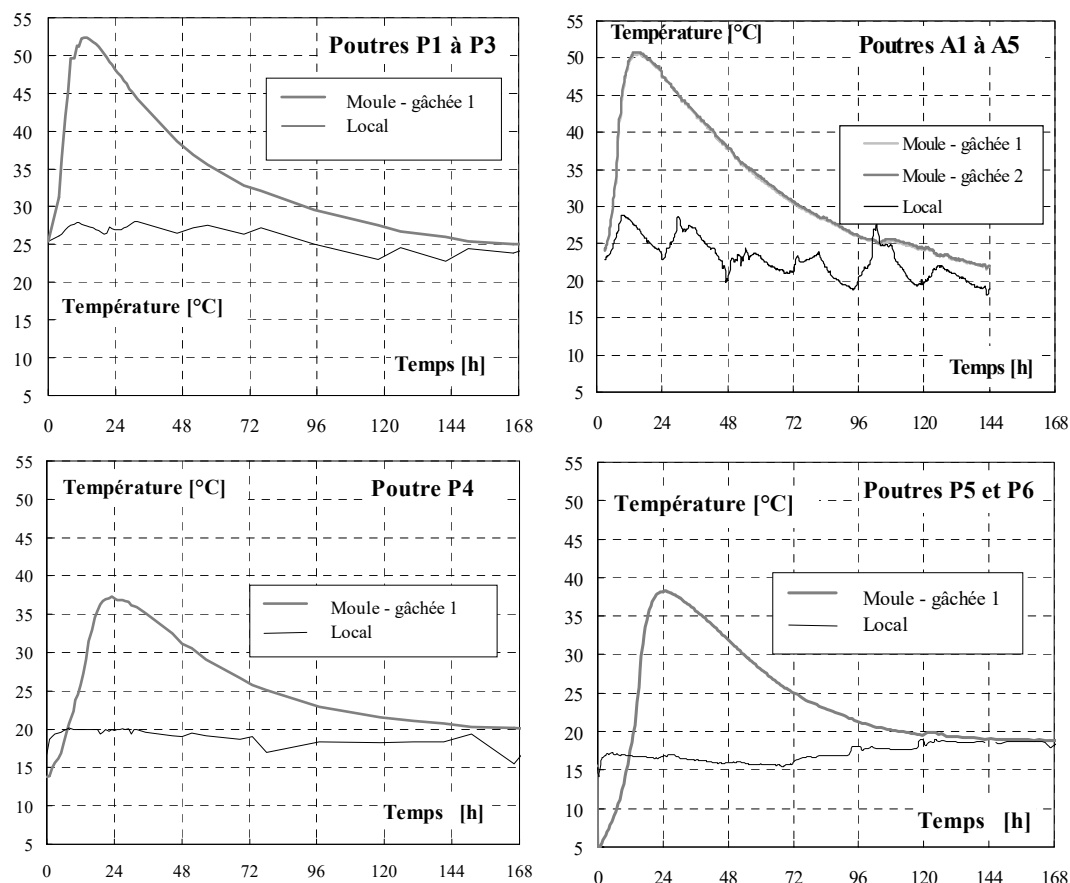 Poutres P1 à P3
55
50
45
40
35
30
25
20
15
10
5
Moule - gâchée 1
Local
Température [°C]
Temps [h]
0 24 48 72 96 120 144 168
Température [°C]
Poutres A1 à A5
55
50
45
40
35
30
25
20
15
10
5
Moule - gâchée 1
Moule - gâchée 2
Local
Temps [h]
0 24 48 72 96 120 144 168
Température [°C]
Poutre P4
55
50
45
40
35
30
25
20
15
10
5
Moule - gâchée 1
Local
Temps [h]
0 24 48 72 96 120 144 168
Température [°C]
Poutres P5 et P6
55
50
45
40
35
30
25
20
15
10
5
Moule - gâchée 1
Local
Temps [h]
0 24 48 72 96 120 144 168